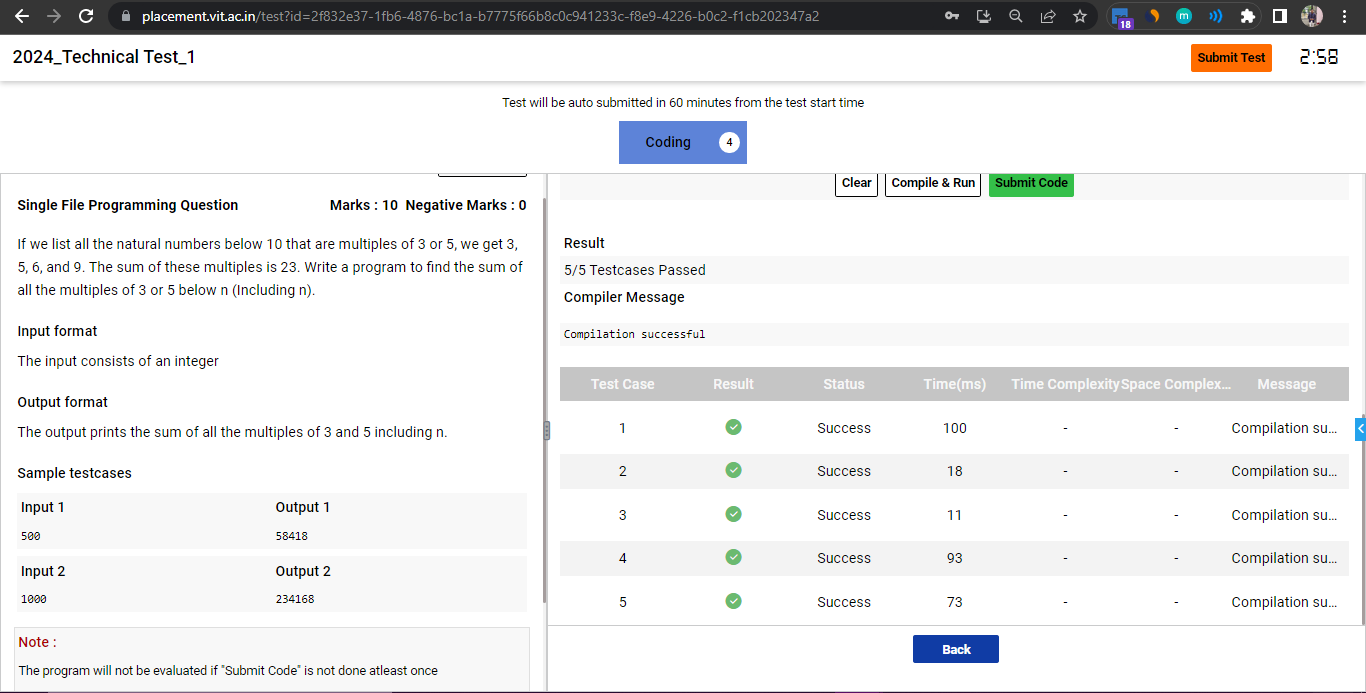 placement.vit.ac.in/test?id=2f832e37-1fb6-4876-bc1a-b7775f66b8c0c941233c-f8e9-4226-b0c2-f1cb202347a2
18
m
2024_Technical Test_1
Submit Test
2:58
Test will be auto submitted in 60 minutes from the test start time
Coding 4
Single File Programming Question
Marks : 10 Negative Marks : 0
If we list all the natural numbers below 10 that are multiples of 3 or 5, we get 3,
5, 6, and 9. The sum of these multiples is 23. Write a program to find the sum of
all the multiples of 3 or 5 below n (Including n).
Input format
The input consists of an integer
Output format
The output prints the sum of all the multiples of 3 and 5 including n.
Sample testcases
Input 1 Output 1
500 58418
Input 2 Output 2
1000 234168
Note :
The program will not be evaluated if "Submit Code" is not done atleast once
Clear Compile & Run Submit Code
Result
5/5 Testcases Passed
Compiler Message
Compilation successful
Test Case Result Status Time(ms) Time Complexity Space Complex... Message
1 Success 100 - - Compilation su...
2 Success 18 - - Compilation su...
3 Success 11 - - Compilation su...
4 Success 93 - - Compilation su...
5 Success 73 - - Compilation su...
Back